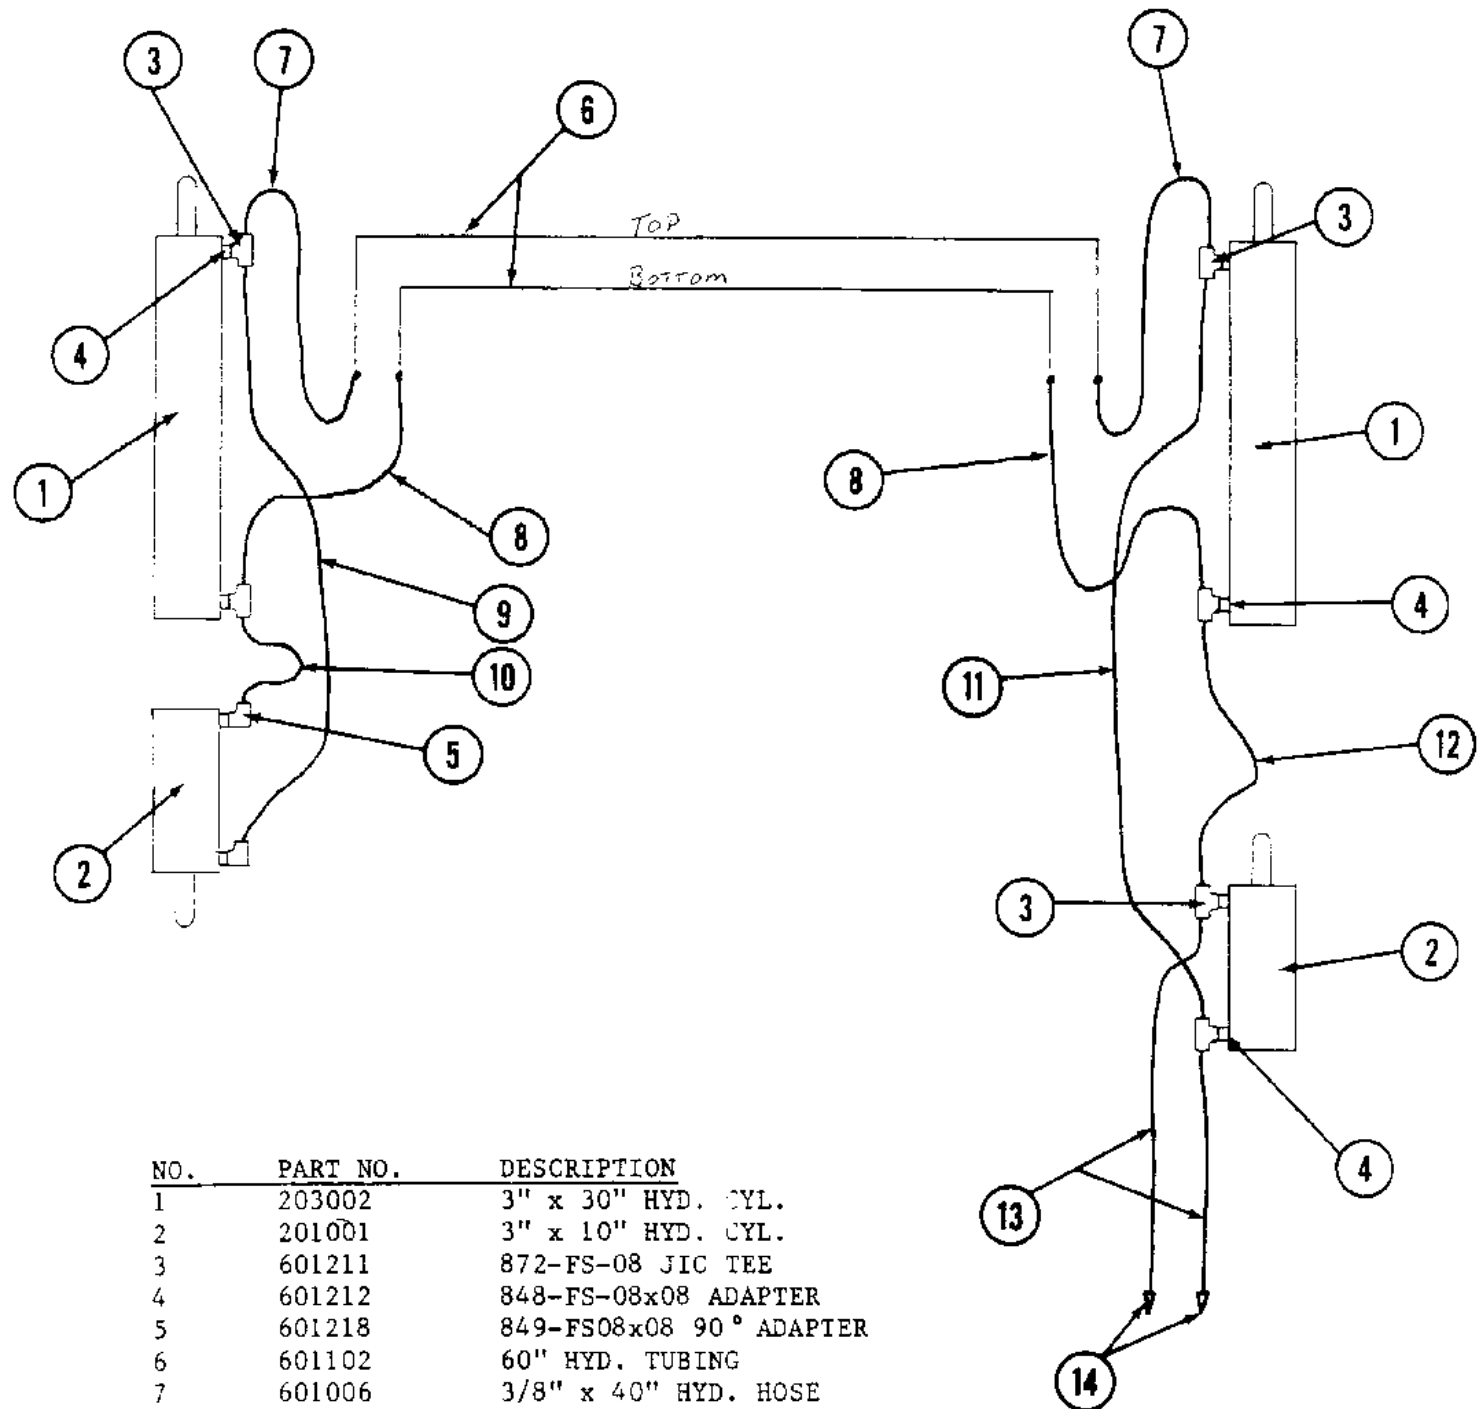 3
7
7
6
3
TOP
Bottom
4
1
1
8
8
9
4
10
11
5
12
2
3
2
4
13
14
NO. PART NO. DESCRIPTION
1 203002 3" x 30" HYD. CYL.
2 201001 3" x 10" HYD. CYL.
3 601211 872-FS-08 JIC TEE
4 601212 848-FS-08x08 ADAPTER
5 601218 849-FS08x08 90° ADAPTER
6 601102 60" HYD. TUBING
7 601006 3/8" x 40" HYD. HOSE